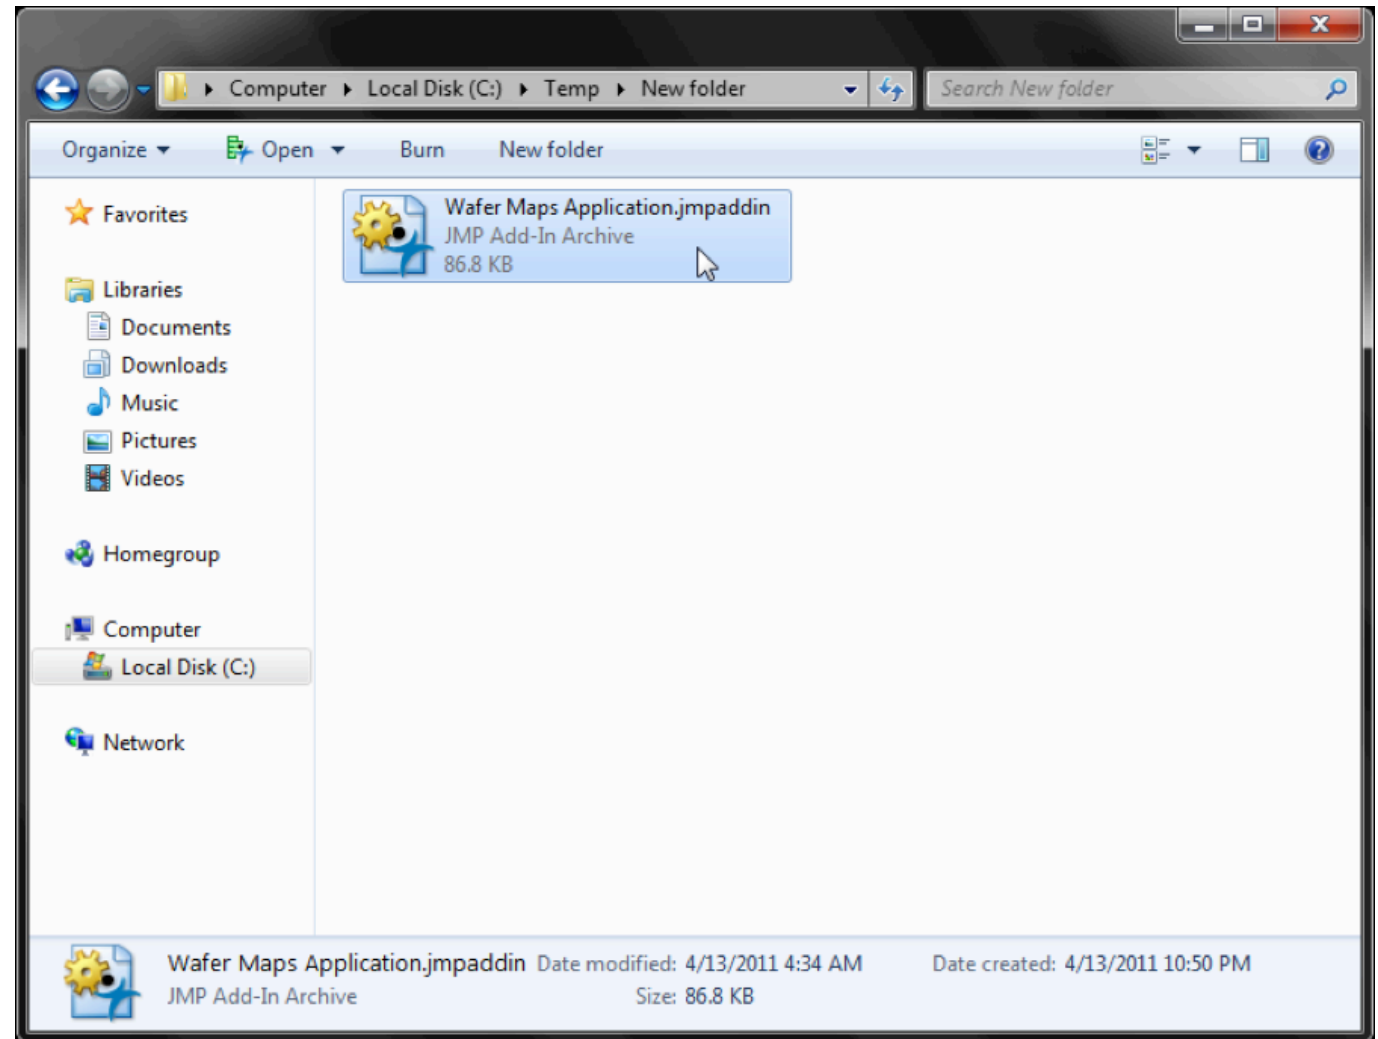 Computer Local Disk (C:) Temp New folder
Search New folder
Organize Open Burn New folder
Favorites
Libraries
Documents
Downloads
Music
Pictures
Videos
Homegroup
Computer
Local Disk (C:)
Network
Wafer Maps Application.jmpaddin
JMP Add-In Archive
86.8 KB
Wafer Maps Application.jmpaddin Date modified: 4/13/2011 4:34 AM Date created: 4/13/2011 10:50 PM
JMP Add-In Archive Size: 86.8 KB